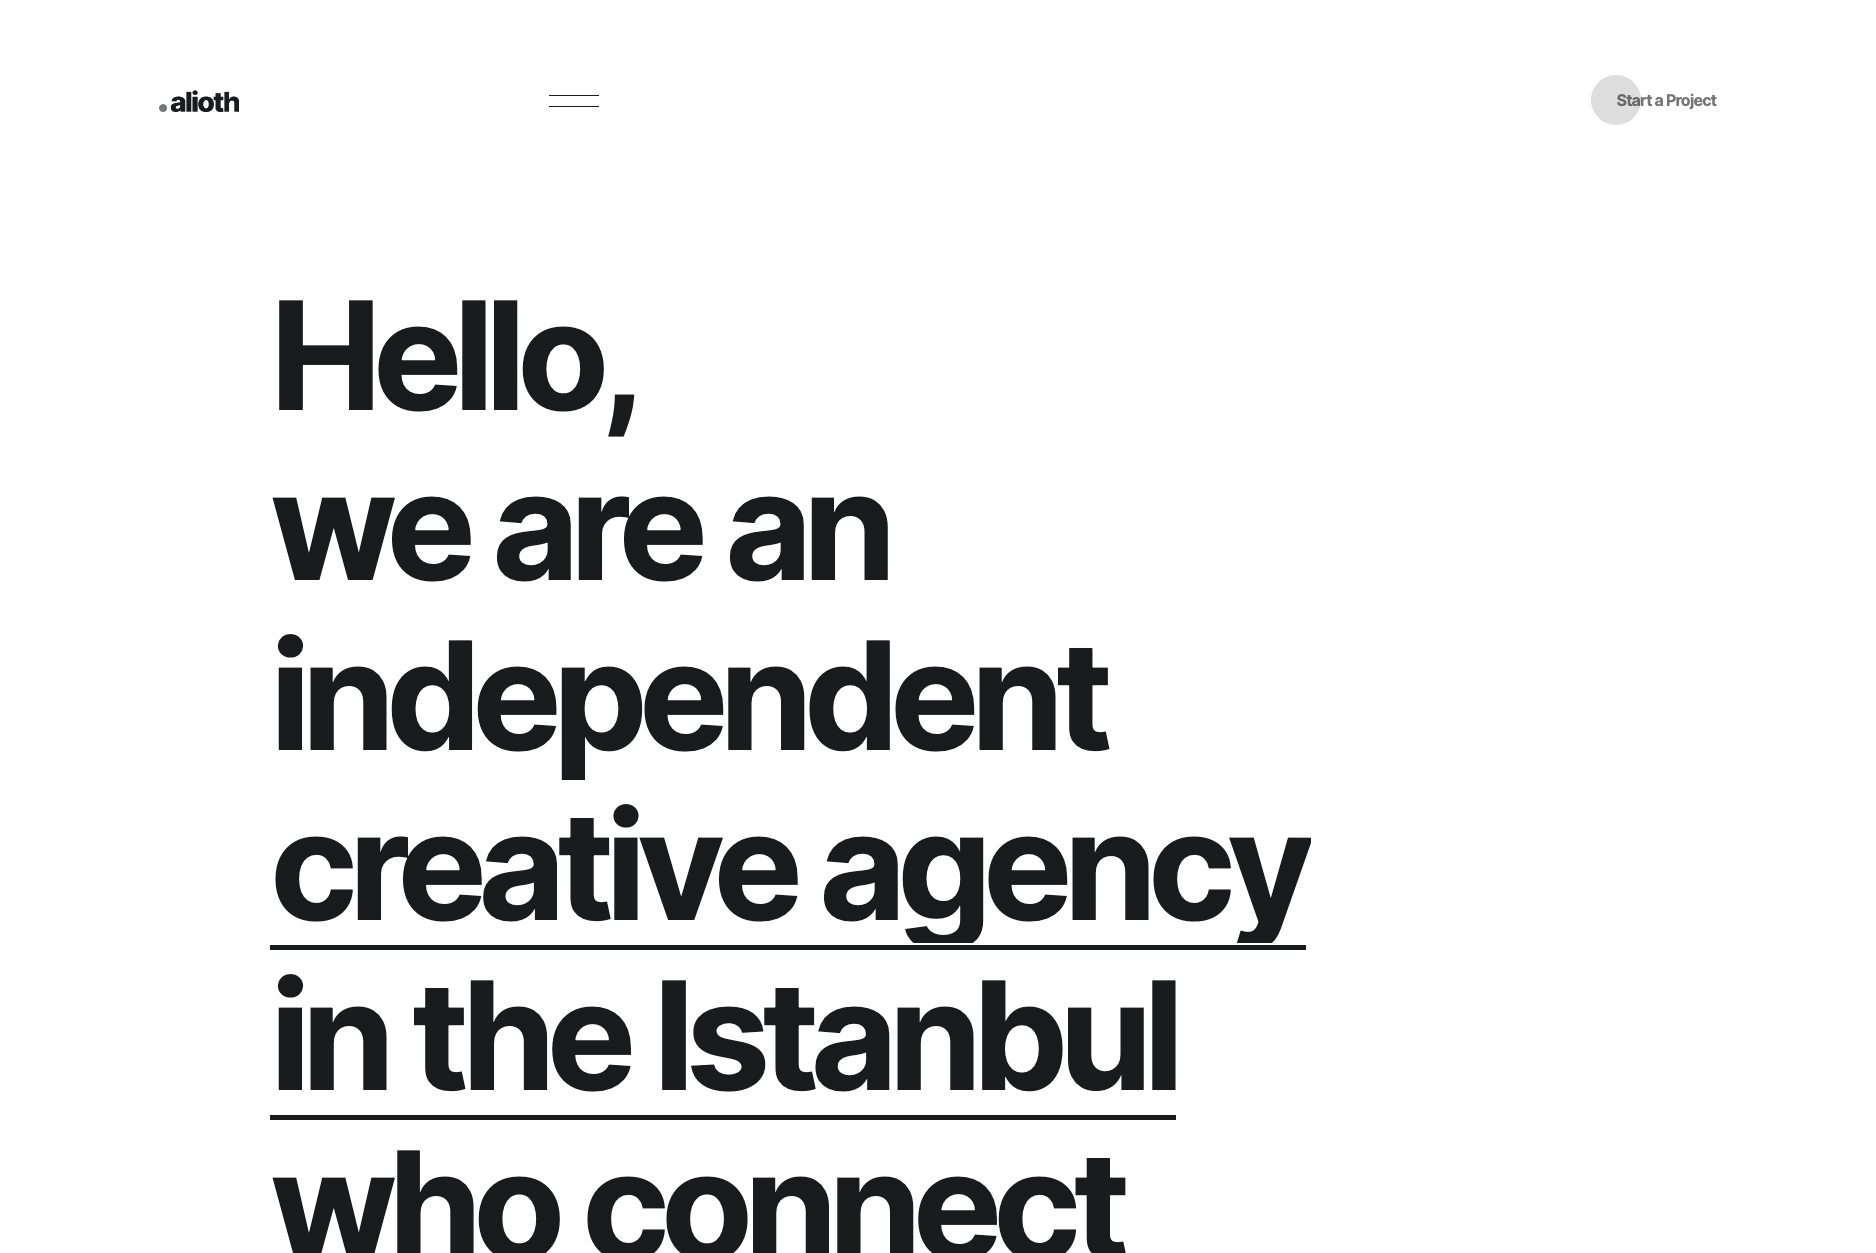 alioth
Start a Project
Hello,
we are an
independent
creative agency
in the Istanbul
who connect